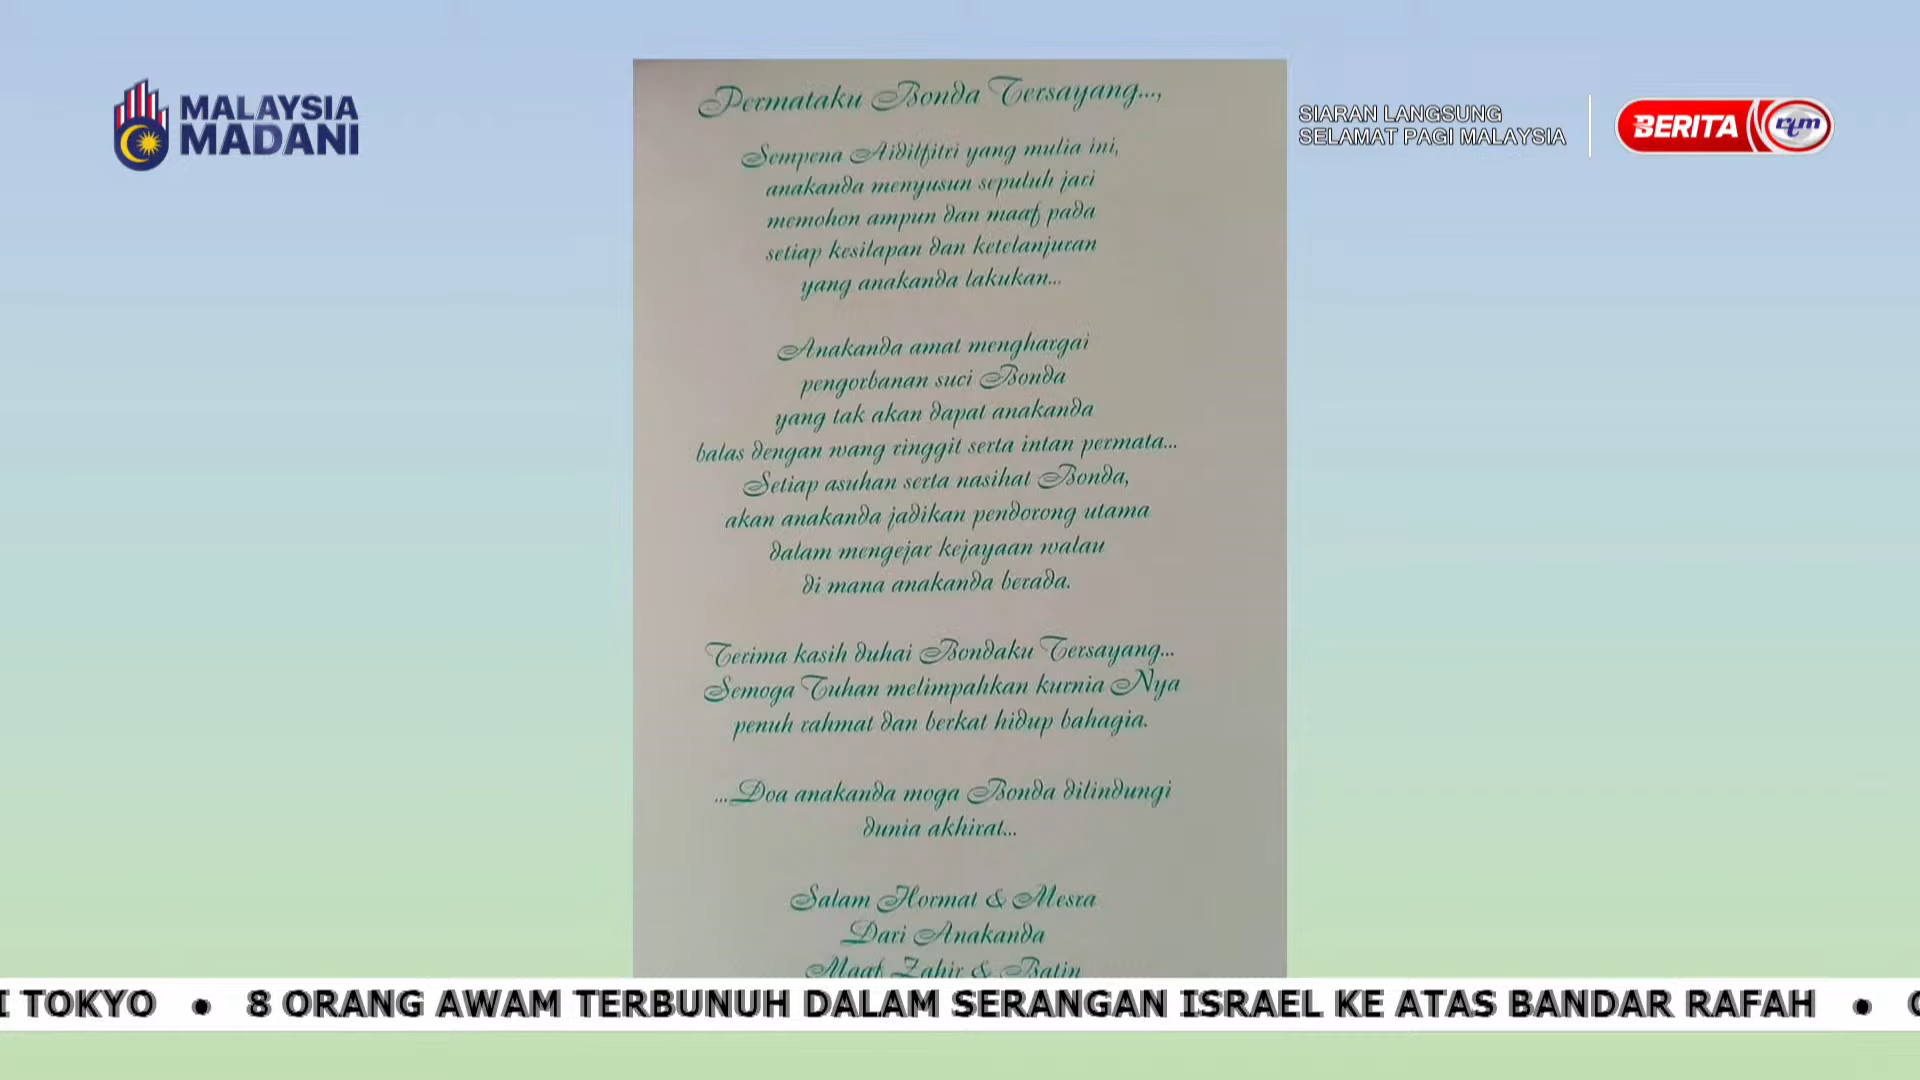 MALAYSIA
MADANI
SIARAN LANGSUNG
SELAMAT PAGI MALAYSIA
BERITA rtm
Permataku Bonda Tersayang...,
Sempena Aidilfitri yang mulia ini,
anakanda menyusun sepuluh jari
memohon ampun dan maaf pada
setiap kesilapan dan ketelanjuran
yang anakanda lakukan...
Anakanda amat menghargai
pengorbanan suci Bonda
yang tak akan dapat anakanda
balas dengan wang ringgit serta intan permata...
Setiap asuhan serta nasihat Bonda,
akan anakanda jadikan pendorong utama
dalam mengejar kejayaan walau
di mana anakanda berada.
Terima kasih duhai Bondaku Tersayang...
Semoga Tuhan melimpahkan kurnia Nya
penuh rahmat dan berkat hidup bahagia.
...Doa anakanda moga Bonda dilindungi
dunia akhirat...
Salam Hormat & Mesra
Dari Anakanda
Maaf Zahir & Batin
I TOKYO • 8 ORANG AWAM TERBUNUH DALAM SERANGAN ISRAEL KE ATAS BANDAR RAFAH •